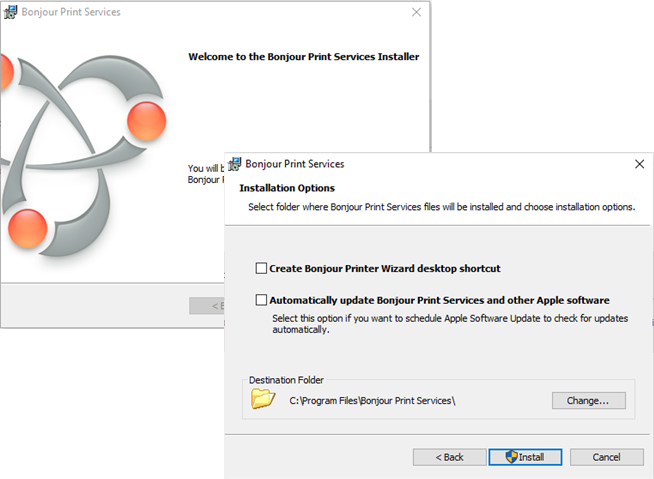 Bonjour Print Services
Welcome to the Bonjour Print Services Installer
You will
Bonjour
Bonjour Print Services
Installation Options
Select folder where Bonjour Print Services files will be installed and choose installation options.
Create Bonjour Printer Wizard desktop shortcut
Automatically update Bonjour Print Services and other Apple software
Select this option if you want to schedule Apple Software Update to check for updates
automatically.
Destination Folder
C:\Program Files\Bonjour Print Services\
Change...
< Back
Install
Cancel